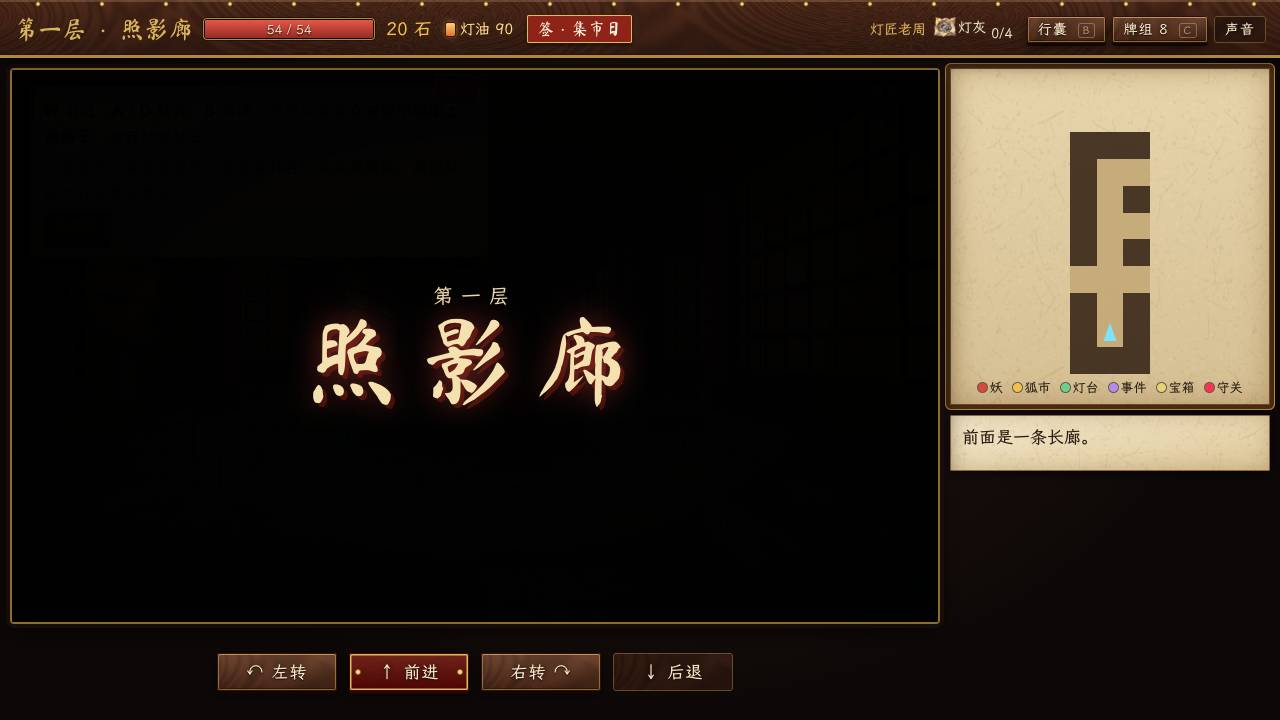 第一层 · 照影廊
54 / 54
20 石
灯油 90
签 · 集市日
灯匠老周
灯灰 0/4
行囊 B
牌组 8 C
声音
第一层
照影廊
妖 狐市 灯台 事件 宝箱 守关
前面是一条长廊。
↶ 左转
↑ 前进
右转 ↷
↓ 后退